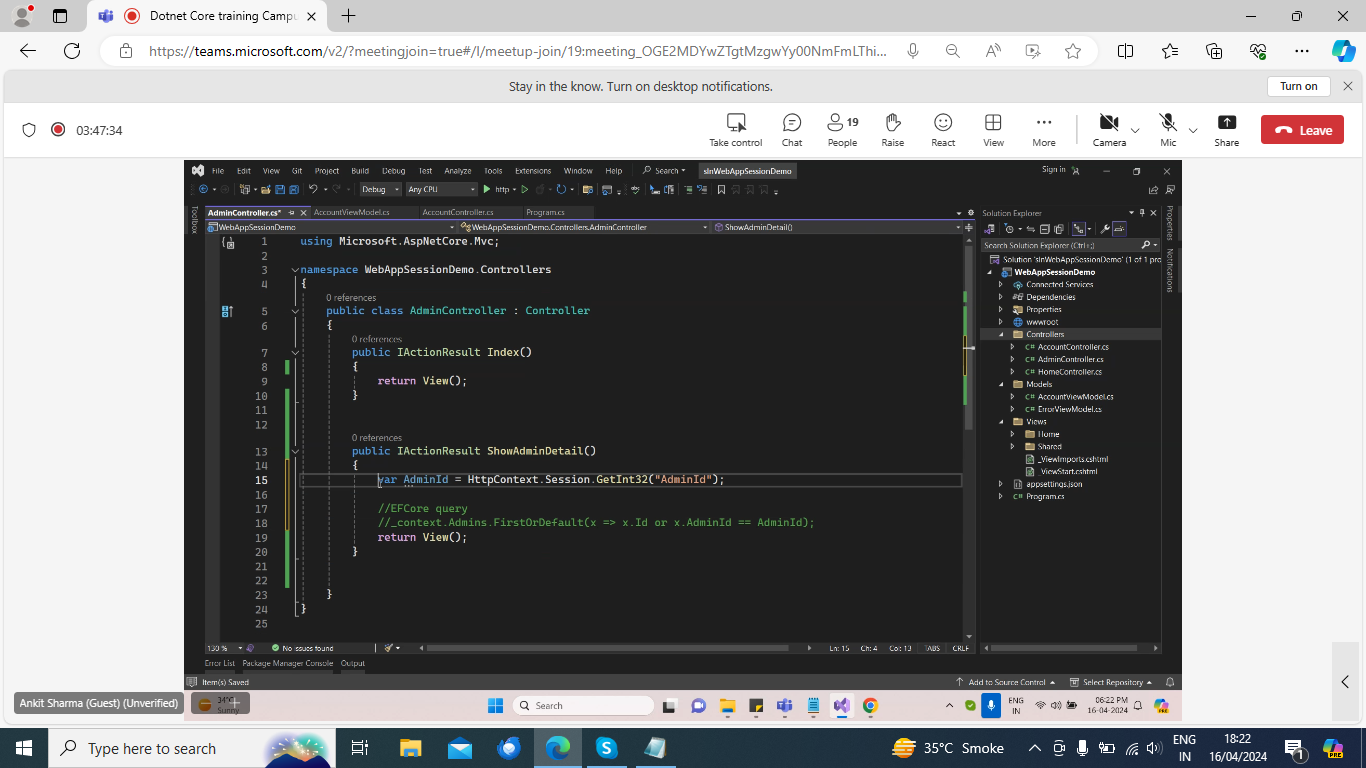 Dotnet Core training Campu
https://teams.microsoft.com/v2/?meetingjoin=true#/l/meetup-join/19:meeting_OGE2MDYwZTgtMzgwYy00NmFmLThi...
Stay in the know. Turn on desktop notifications.
Turn on
03:47:34
Take control
Chat
19
People
Raise
React
View
More
Camera
Mic
Share
Leave
File Edit View Git Project Build Debug Test Analyze Tools Extensions Window Help Search slnWebAppSessionDemo Sign in
Debug Any CPU http
Toolbox
AdminController.cs* AccountViewModel.cs AccountController.cs Program.cs
WebAppSessionDemo WebAppSessionDemo.Controllers.AdminController ShowAdminDetail()
1 using Microsoft.AspNetCore.Mvc;
2
3 namespace WebAppSessionDemo.Controllers
4 {
0 references
5 public class AdminController : Controller
6 {
0 references
7 public IActionResult Index()
8 {
9 return View();
10 }
11
12
0 references
13 public IActionResult ShowAdminDetail()
14 {
15 var AdminId = HttpContext.Session.GetInt32("AdminId");
16
17 //EFCore query
18 //_context.Admins.FirstOrDefault(x => x.Id or x.AdminId == AdminId);
19 return View();
20 }
21
22
23 }
24 }
25
130 % No issues found Ln: 15 Ch: 4 Col: 13 TABS CRLF
Error List Package Manager Console Output
Item(s) Saved
Add to Source Control Select Repository
Solution Explorer
Search Solution Explorer (Ctrl+;)
Solution 'slnWebAppSessionDemo' (1 of 1 pro
WebAppSessionDemo
Connected Services
Dependencies
Properties
wwwroot
Controllers
C# AccountController.cs
C# AdminController.cs
C# HomeController.cs
Models
C# AccountViewModel.cs
C# ErrorViewModel.cs
Views
Home
Shared
_ViewImports.cshtml
_ViewStart.cshtml
appsettings.json
C# Program.cs
Properties
Notifications
Ankit Sharma (Guest) (Unverified)
34°C
Sunny
Search
ENG
IN
06:22 PM
16-04-2024
Type here to search
35°C Smoke
ENG
IN
18:22
16/04/2024
1
PRE